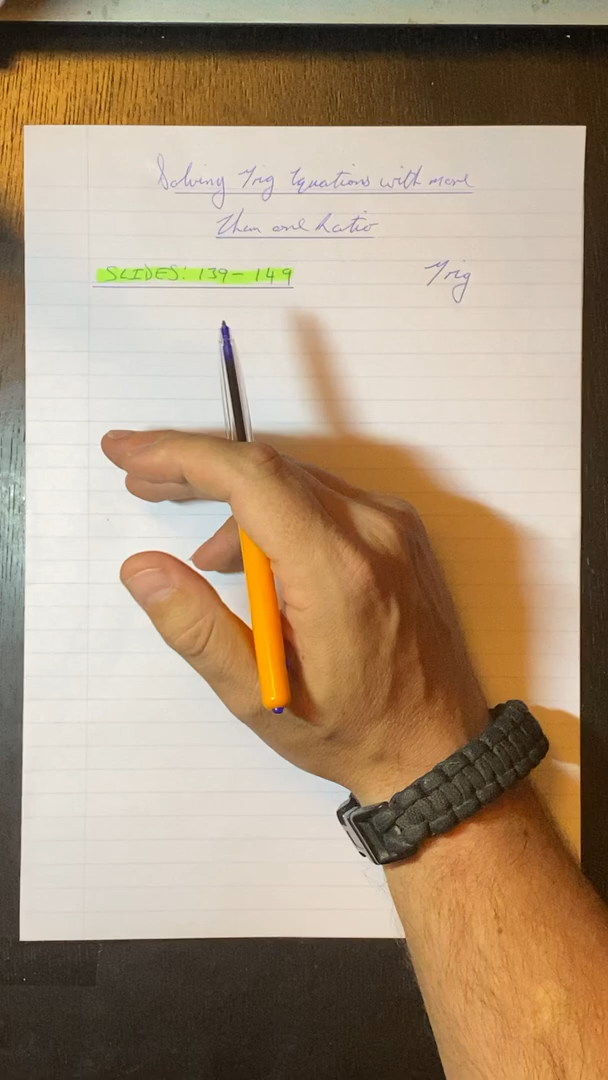 Solving Trig Equations with more
than one Ratio
SLIDES: 139 - 149
Trig